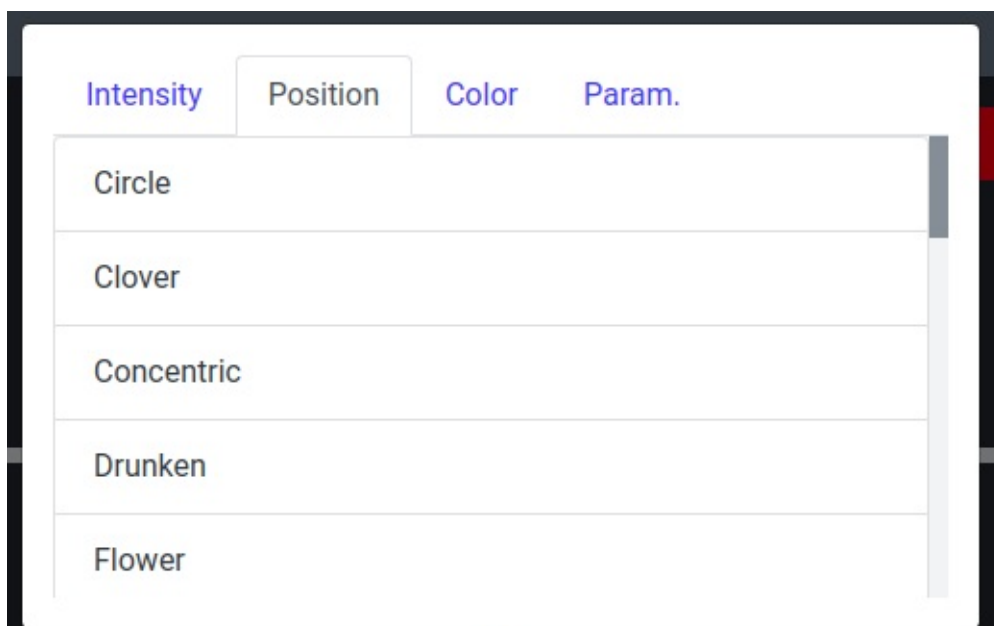 Intensity Position Color Param.
Circle
Clover
Concentric
Drunken
Flower